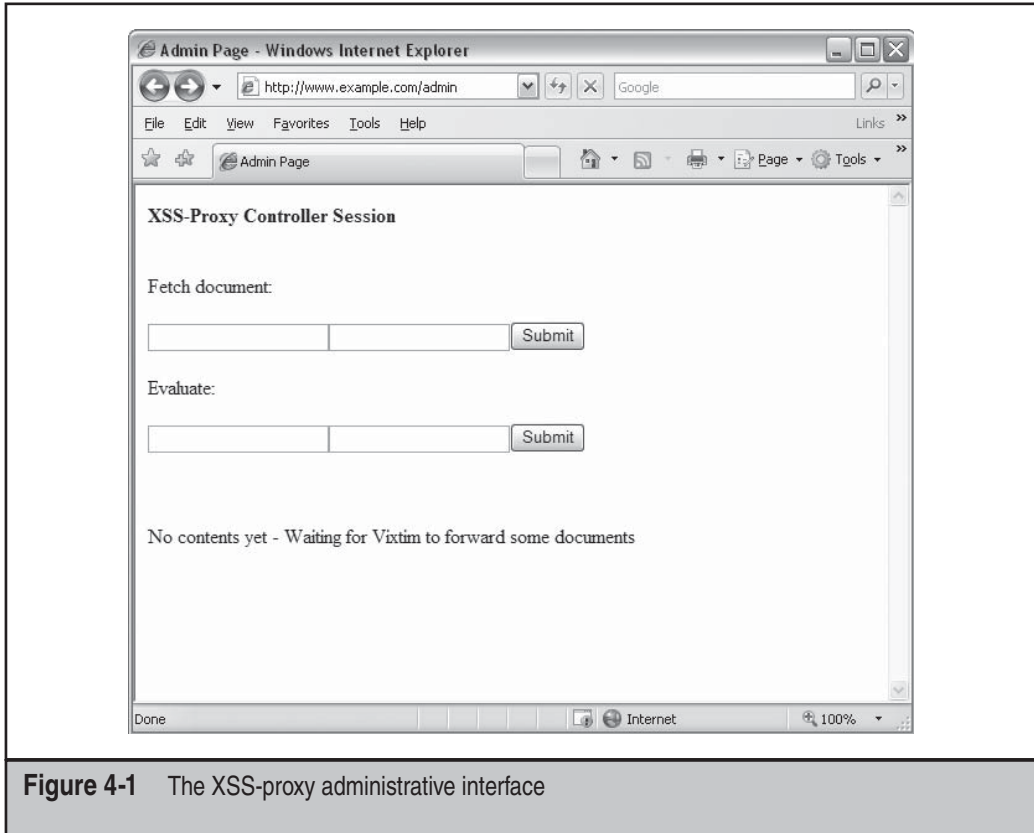 Admin Page - Windows Internet Explorer
http://www.example.com/admin
Google
File Edit View Favorites Tools Help
Links »
Admin Page
Page Tools »
XSS-Proxy Controller Session
Fetch document:
Submit
Evaluate:
Submit
No contents yet - Waiting for Vixtim to forward some documents
Done
Internet
100%
Figure 4-1 The XSS-proxy administrative interface